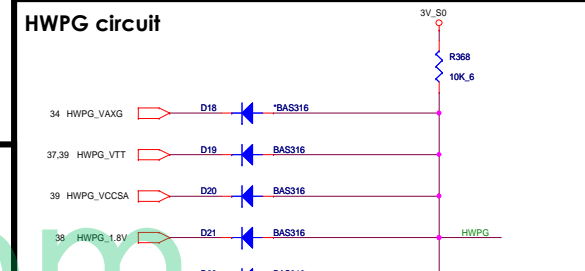 HWPG circuit
3V_S0
R368
10K_6
34 HWPG_VAXG D18 *BAS316
37,39 HWPG_VTT D19 BAS316
39 HWPG_VCCSA D20 BAS316
38 HWPG_1.8V D21 BAS316 HWPG